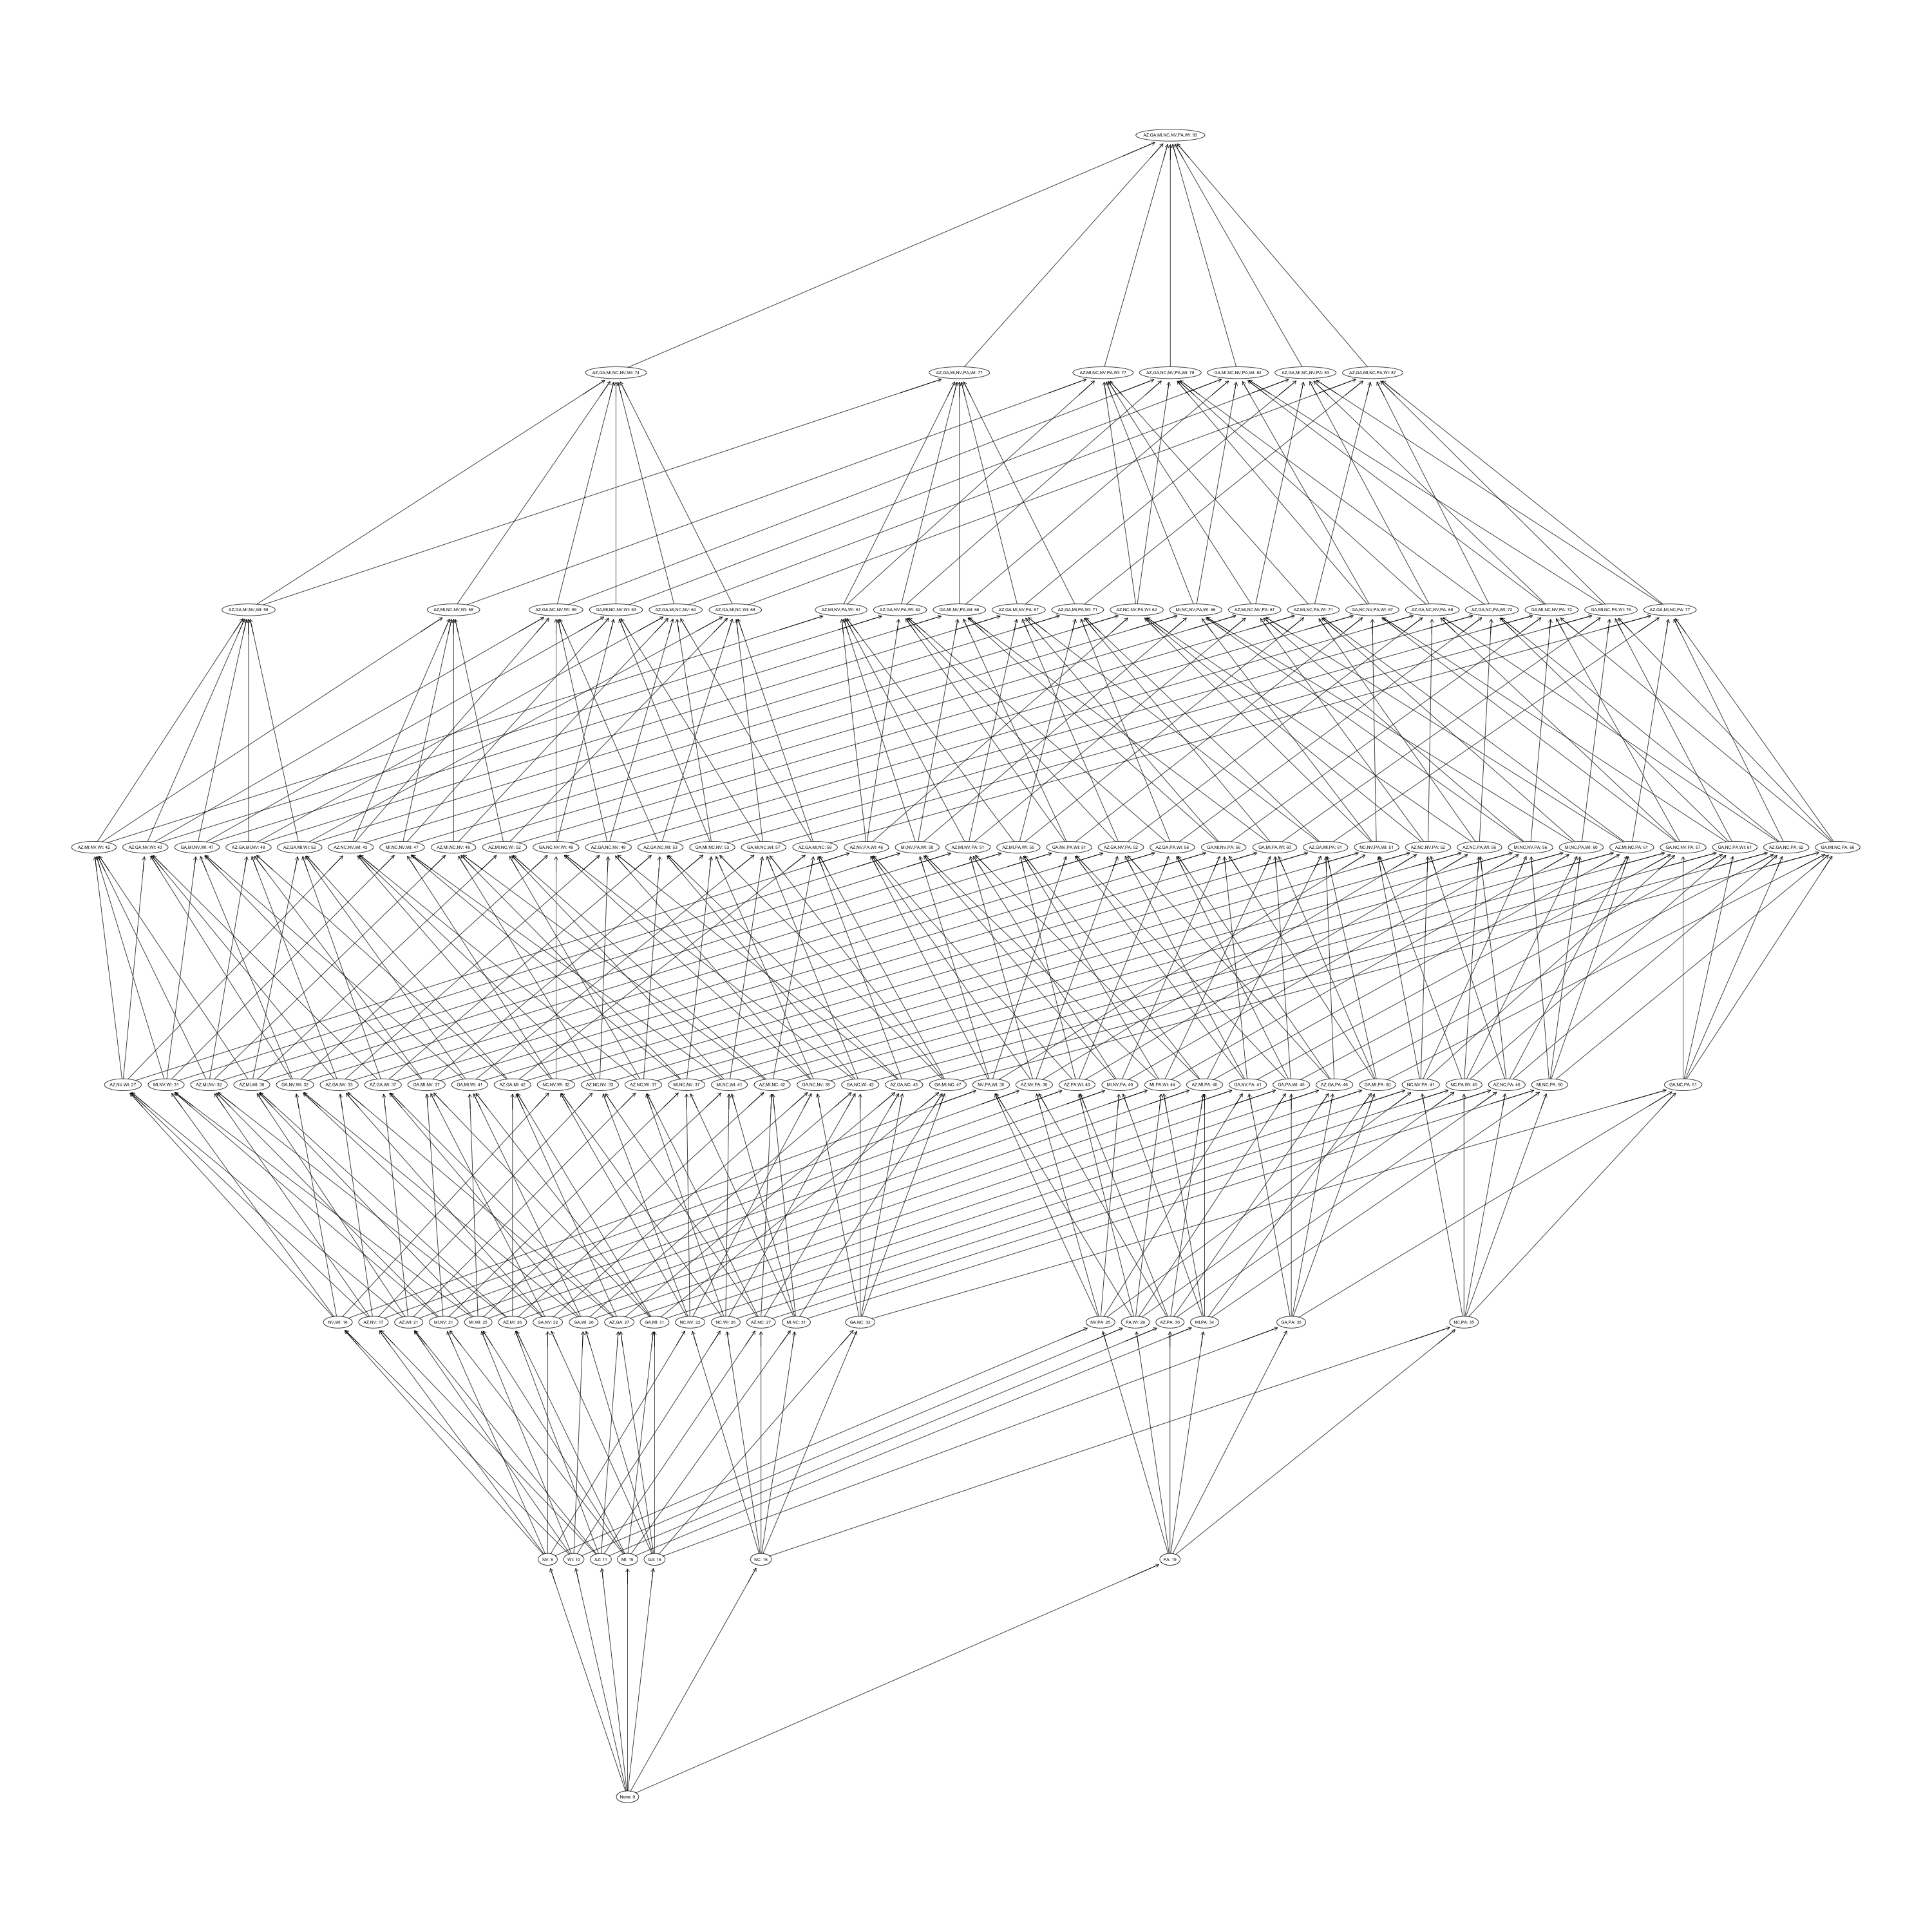 AZ,GA,MI,NC,NV,PA,WI: 93
AZ,GA,MI,NC,NV,WI: 74
AZ,GA,MI,NV,PA,WI: 77
AZ,MI,NC,NV,PA,WI: 77
AZ,GA,NC,NV,PA,WI: 78
GA,MI,NC,NV,PA,WI: 82
AZ,GA,MI,NC,NV,PA: 83
AZ,GA,MI,NC,PA,WI: 87
AZ,GA,MI,NV,WI: 58
AZ,MI,NC,NV,WI: 58
AZ,GA,NC,NV,WI: 59
GA,MI,NC,NV,WI: 63
AZ,GA,MI,NC,NV: 64
AZ,GA,MI,NC,WI: 68
AZ,MI,NV,PA,WI: 61
AZ,GA,NV,PA,WI: 62
GA,MI,NV,PA,WI: 66
AZ,GA,MI,NV,PA: 67
AZ,GA,MI,PA,WI: 71
AZ,NC,NV,PA,WI: 62
MI,NC,NV,PA,WI: 66
AZ,MI,NC,NV,PA: 67
AZ,MI,NC,PA,WI: 71
GA,NC,NV,PA,WI: 67
AZ,GA,NC,NV,PA: 68
AZ,GA,NC,PA,WI: 72
GA,MI,NC,NV,PA: 72
GA,MI,NC,PA,WI: 76
AZ,GA,MI,NC,PA: 77
AZ,MI,NV,WI: 42
AZ,GA,NV,WI: 43
GA,MI,NV,WI: 47
AZ,GA,MI,NV: 48
AZ,GA,MI,WI: 52
AZ,NC,NV,WI: 43
MI,NC,NV,WI: 47
AZ,MI,NC,NV: 48
AZ,MI,NC,WI: 52
GA,NC,NV,WI: 48
AZ,GA,NC,NV: 49
AZ,GA,NC,WI: 53
GA,MI,NC,NV: 53
GA,MI,NC,WI: 57
AZ,GA,MI,NC: 58
AZ,NV,PA,WI: 46
MI,NV,PA,WI: 50
AZ,MI,NV,PA: 51
AZ,MI,PA,WI: 55
GA,NV,PA,WI: 51
AZ,GA,NV,PA: 52
AZ,GA,PA,WI: 56
GA,MI,NV,PA: 56
GA,MI,PA,WI: 60
AZ,GA,MI,PA: 61
NC,NV,PA,WI: 51
AZ,NC,NV,PA: 52
AZ,NC,PA,WI: 56
MI,NC,NV,PA: 56
MI,NC,PA,WI: 60
AZ,MI,NC,PA: 61
GA,NC,NV,PA: 57
GA,NC,PA,WI: 61
AZ,GA,NC,PA: 62
GA,MI,NC,PA: 66
AZ,NV,WI: 27
MI,NV,WI: 31
AZ,MI,NV: 32
AZ,MI,WI: 36
GA,NV,WI: 32
AZ,GA,NV: 33
AZ,GA,WI: 37
GA,MI,NV: 37
GA,MI,WI: 41
AZ,GA,MI: 42
NC,NV,WI: 32
AZ,NC,NV: 33
AZ,NC,WI: 37
MI,NC,NV: 37
MI,NC,WI: 41
AZ,MI,NC: 42
GA,NC,NV: 38
GA,NC,WI: 42
AZ,GA,NC: 43
GA,MI,NC: 47
NV,PA,WI: 35
AZ,NV,PA: 36
AZ,PA,WI: 40
MI,NV,PA: 40
MI,PA,WI: 44
AZ,MI,PA: 45
GA,NV,PA: 41
GA,PA,WI: 45
AZ,GA,PA: 46
GA,MI,PA: 50
NC,NV,PA: 41
NC,PA,WI: 45
AZ,NC,PA: 46
MI,NC,PA: 50
GA,NC,PA: 51
NV,WI: 16
AZ,NV: 17
AZ,WI: 21
MI,NV: 21
MI,WI: 25
AZ,MI: 26
GA,NV: 22
GA,WI: 26
AZ,GA: 27
GA,MI: 31
NC,NV: 22
NC,WI: 26
AZ,NC: 27
MI,NC: 31
GA,NC: 32
NV,PA: 25
PA,WI: 29
AZ,PA: 30
MI,PA: 34
GA,PA: 35
NC,PA: 35
NV: 6
WI: 10
AZ: 11
MI: 15
GA: 16
NC: 16
PA: 19
None: 0